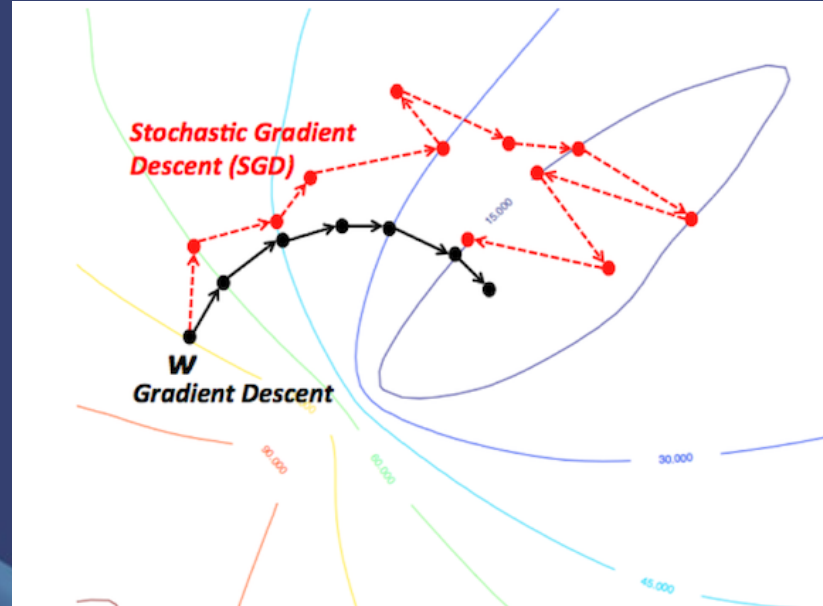 Stochastic Gradient
Descent (SGD)
15.000
W
Gradient Descent
90.000
60.000
30.000
45.000